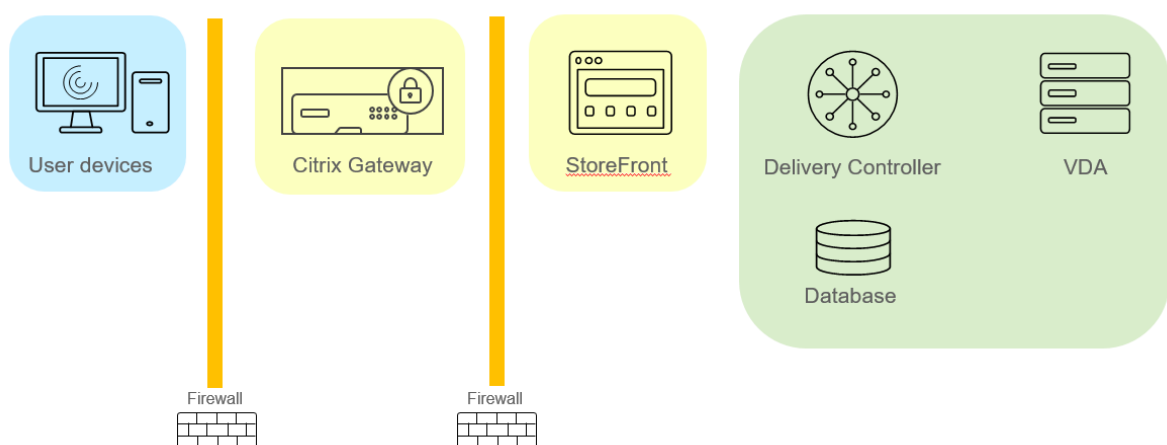 User devices
Citrix Gateway
StoreFront
Delivery Controller
VDA
Database
Firewall
Firewall